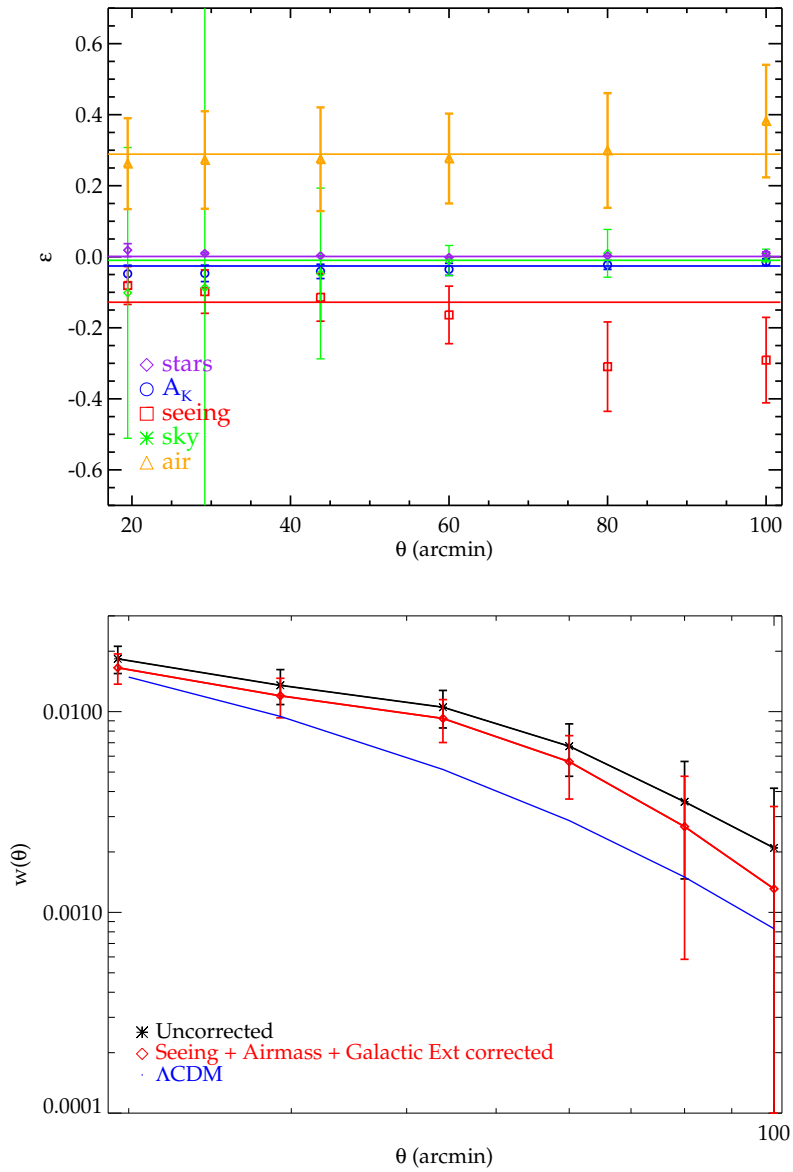 0.6
0.4
0.2
0.0
-0.2
-0.4
-0.6
ε
stars
A_K
seeing
sky
air
20 40 60 80 100
θ (arcmin)
0.0100
0.0010
0.0001
w(θ)
Uncorrected
Seeing + Airmass + Galactic Ext corrected
ΛCDM
100
θ (arcmin)